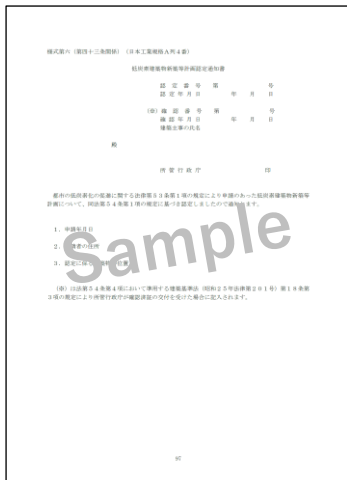 様式第六（第四十三条関係）（日本工業規格Ａ列４番）
低炭素建築物新築等計画認定通知書
認定番号 第 号
認定年月日 年 月 日
（※）確認番号 第 号
確認年月日 年 月 日
建築主事の氏名
殿
所管行政庁 印
都市の低炭素化の促進に関する法律第５３条第１項の規定により申請のあった低炭素建築物新築等
計画について、同法第５４条第１項の規定に基づき認定しましたので通知します。
１．申請年月日
２．
者の住所
３．認定に係
位置
Sample
（※）は法第５４条第４項において準用する建築基準法（昭和２５年法律第２０１号）第１８条第
３項の規定により所管行政庁が確認済証の交付を受けた場合に記入されます。